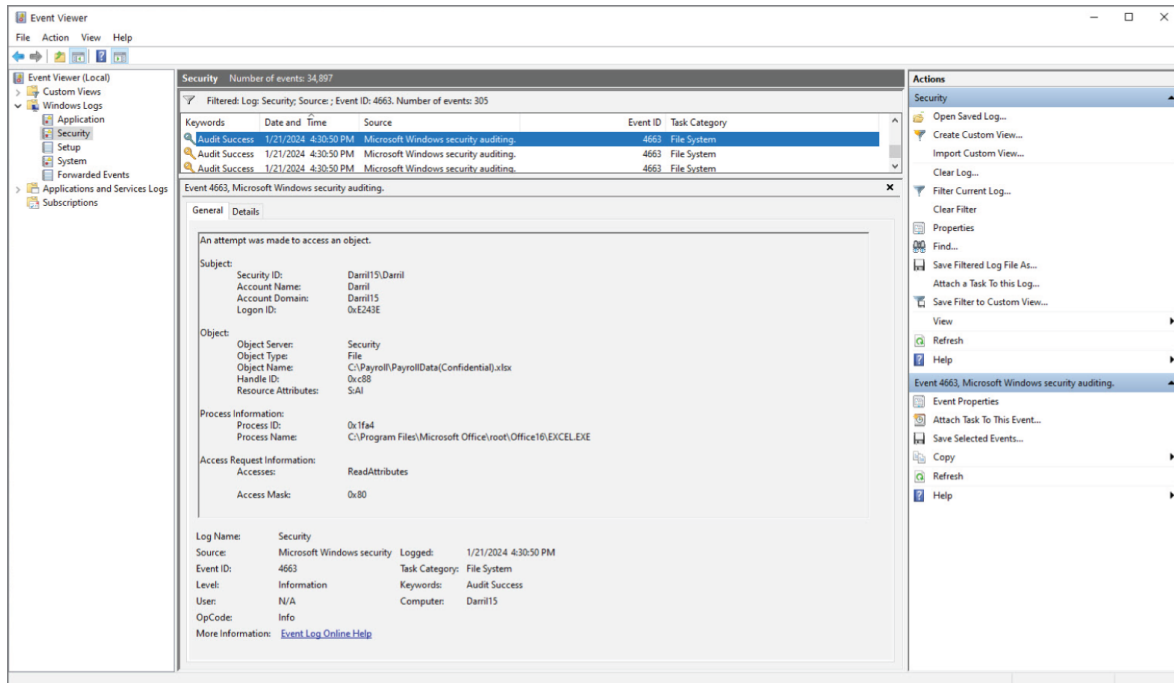 Event Viewer
File Action View Help
Event Viewer (Local)
Custom Views
Windows Logs
Application
Security
Setup
System
Forwarded Events
Applications and Services Logs
Subscriptions
Security Number of events: 34,897
Filtered: Log: Security; Source: ; Event ID: 4663. Number of events: 305
Keywords Date and Time Source Event ID Task Category
Audit Success 1/21/2024 4:30:50 PM Microsoft Windows security auditing. 4663 File System
Audit Success 1/21/2024 4:30:50 PM Microsoft Windows security auditing. 4663 File System
Audit Success 1/21/2024 4:30:50 PM Microsoft Windows security auditing. 4663 File System
Event 4663, Microsoft Windows security auditing.
General Details
An attempt was made to access an object.
Subject:
Security ID: Darril15\Darril
Account Name: Darril
Account Domain: Darril15
Logon ID: 0xE243E
Object:
Object Server: Security
Object Type: File
Object Name: C:\Payroll\PayrollData(Confidential).xlsx
Handle ID: 0xc88
Resource Attributes: S:AI
Process Information:
Process ID: 0x1fa4
Process Name: C:\Program Files\Microsoft Office\root\Office16\EXCEL.EXE
Access Request Information:
Accesses: ReadAttributes
Access Mask: 0x80
Log Name: Security
Source: Microsoft Windows security Logged: 1/21/2024 4:30:50 PM
Event ID: 4663 Task Category: File System
Level: Information Keywords: Audit Success
User: N/A Computer: Darril15
OpCode: Info
More Information: Event Log Online Help
Actions
Security
Open Saved Log...
Create Custom View...
Import Custom View...
Clear Log...
Filter Current Log...
Clear Filter
Properties
Find...
Save Filtered Log File As...
Attach a Task To this Log...
Save Filter to Custom View...
View
Refresh
Help
Event 4663, Microsoft Windows security auditing.
Event Properties
Attach Task To This Event...
Save Selected Events...
Copy
Refresh
Help